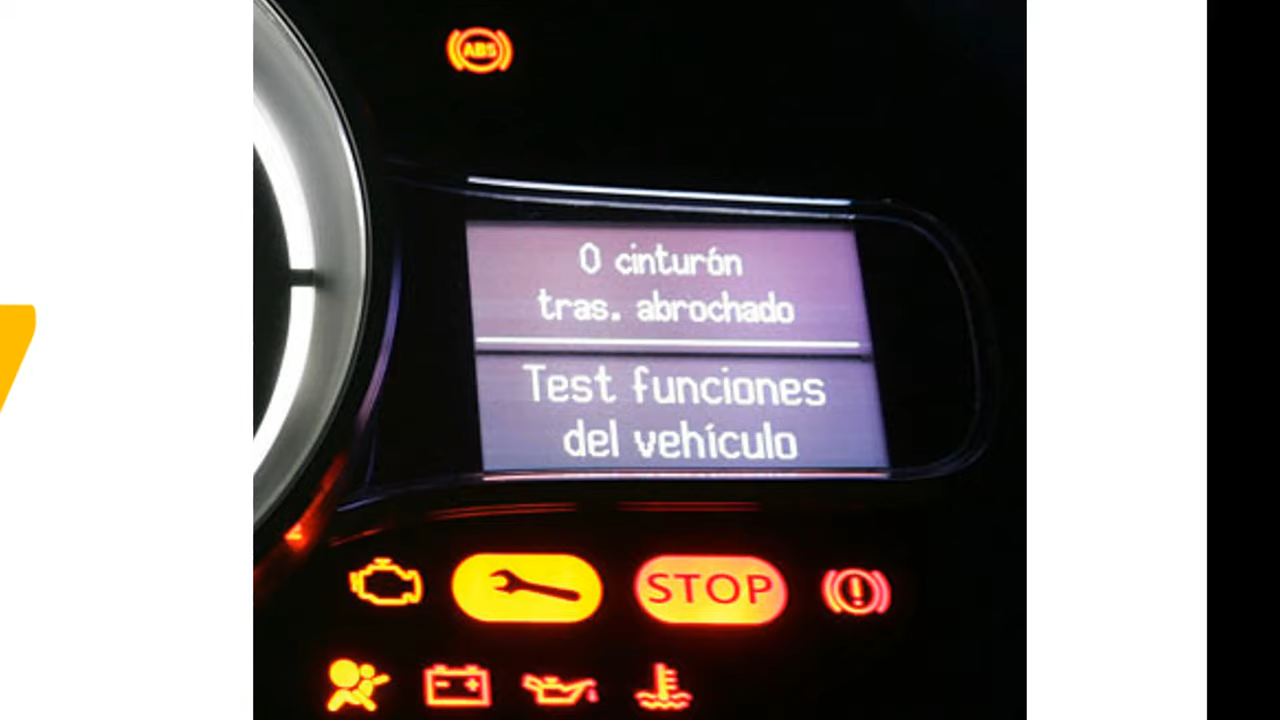 ABS
0 cinturón
tras. abrochado
Test funciones
del vehículo
STOP